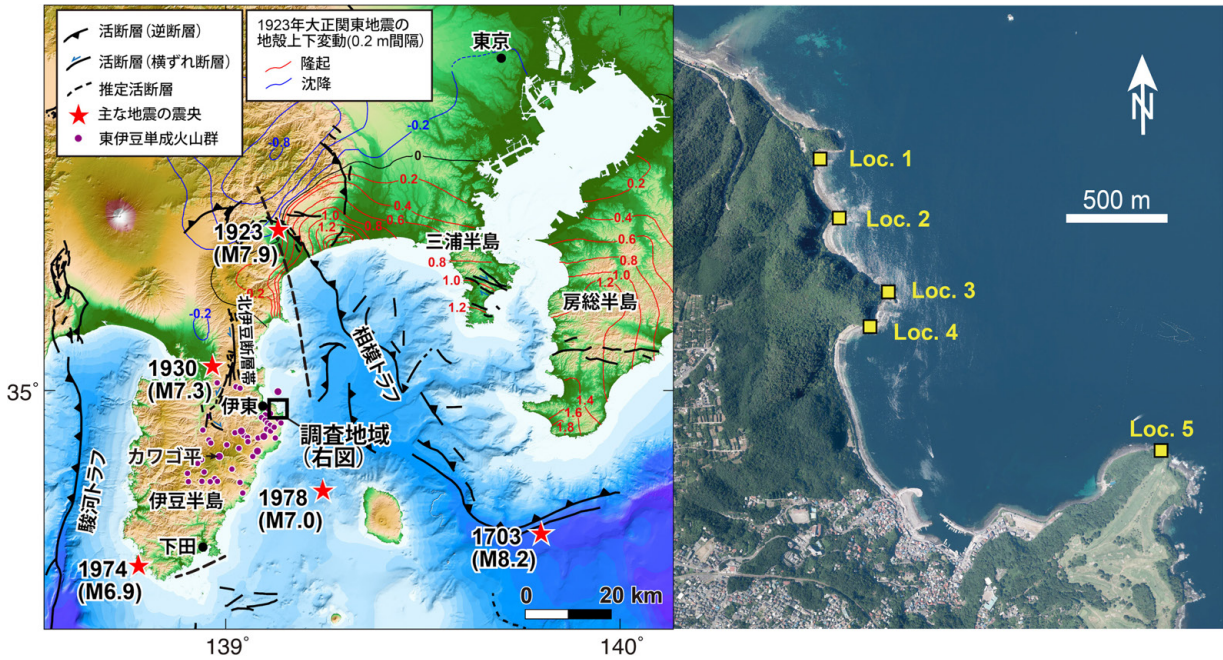 活断層(逆断層)
活断層(横ずれ断層)
推定活断層
主な地震の震央
東伊豆単成火山群
1923年大正関東地震の
地殻上下変動(0.2 m間隔)
隆起
沈降
東京
-0.2
-0.8
0
0.2
0.4
0.6
0.8
1.0
1.2
1923
(M7.9)
三浦半島
0.8
1.0
1.2
0.2
0.4
0.6
0.8
1.0
1.2
房総半島
1.4
1.6
1.8
0.2
-0.2
北伊豆断層帯
相模トラフ
1930
(M7.3)
35°
伊東
調査地域
(右図)
カワゴ平
伊豆半島
駿河トラフ
1978
(M7.0)
下田
1703
(M8.2)
1974
(M6.9)
0 20 km
139
140
N
Loc. 1
500 m
Loc. 2
Loc. 3
Loc. 4
Loc. 5